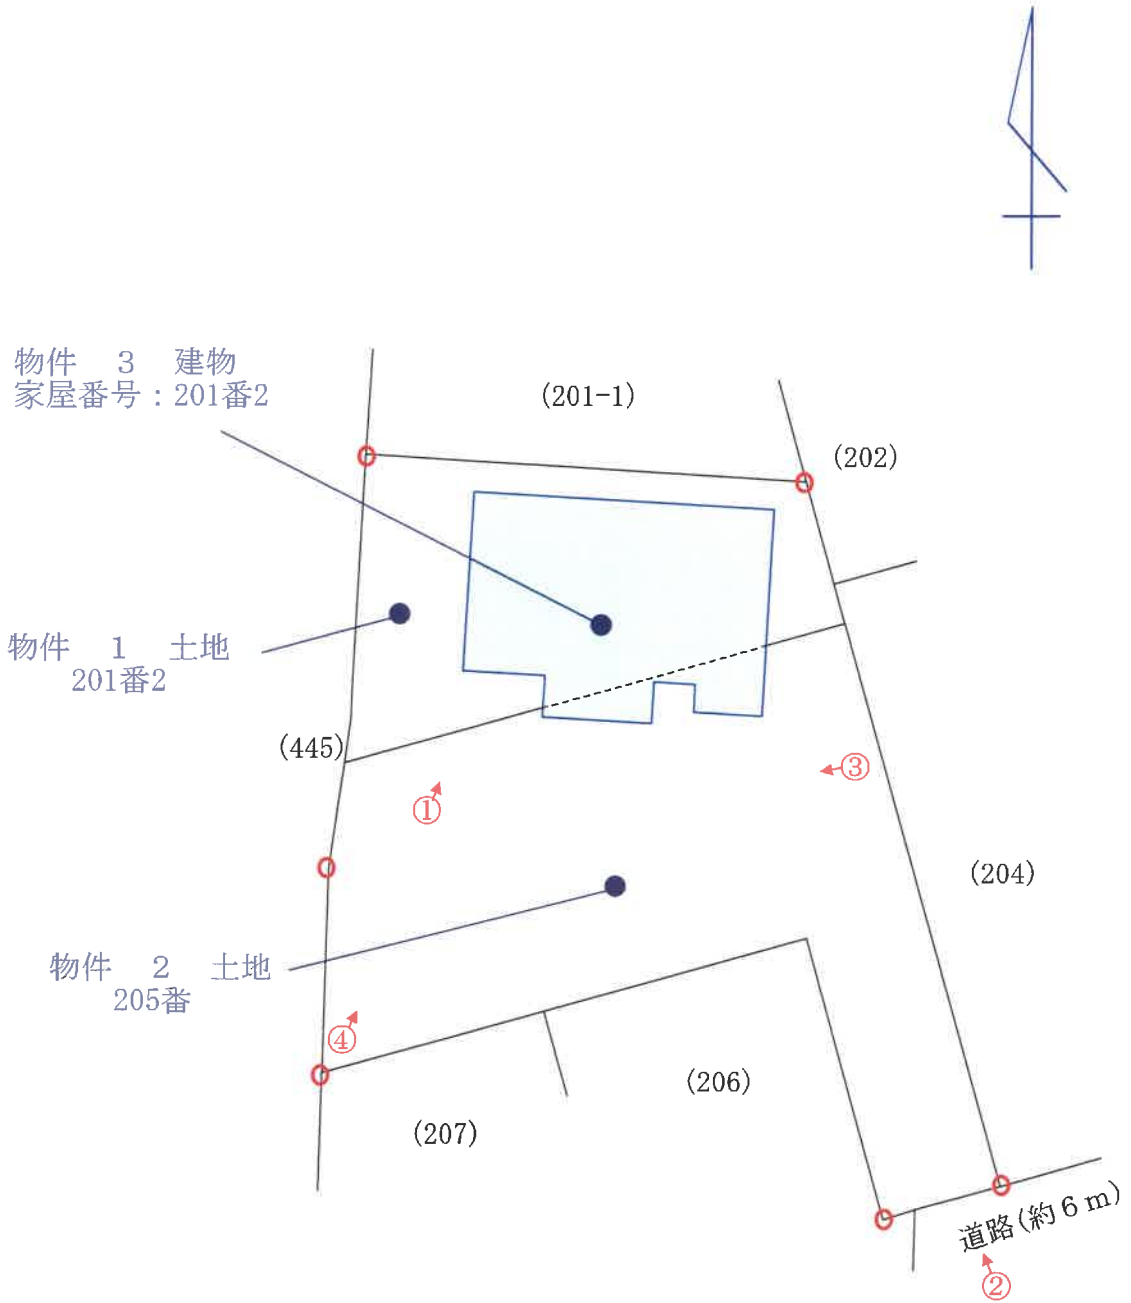 物件　3　建物
家屋番号：201番2
(201-1)
(202)
物件　1　土地
201番2
(445)
③
①
(204)
物件　2　土地
205番
④
(206)
(207)
道路(約6m)
②